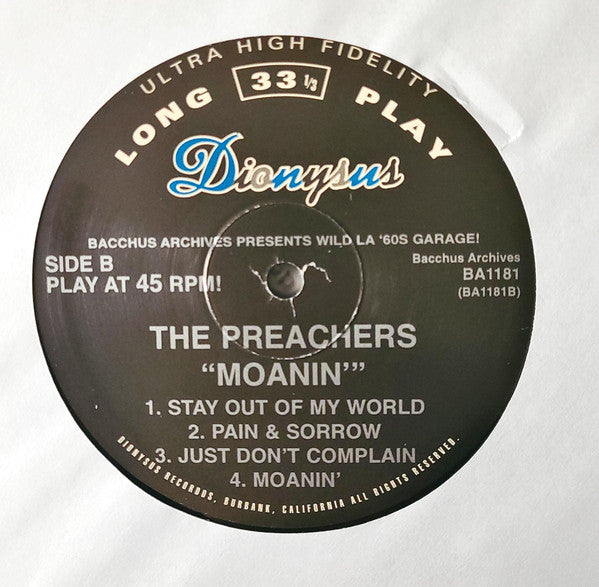 ULTRA HIGH FIDELITY
LONG 33 1/3 PLAY
Dionysus
BACCHUS ARCHIVES PRESENTS WILD LA '60S GARAGE!
SIDE B
PLAY AT 45 RPM!
Bacchus Archives
BA1181
(BA1181B)
THE PREACHERS
“MOANIN’”
1. STAY OUT OF MY WORLD
2. PAIN & SORROW
3. JUST DON’T COMPLAIN
4. MOANIN’
DIONYSUS RECORDS, BURBANK, CALIFORNIA ALL RIGHTS RESERVED.